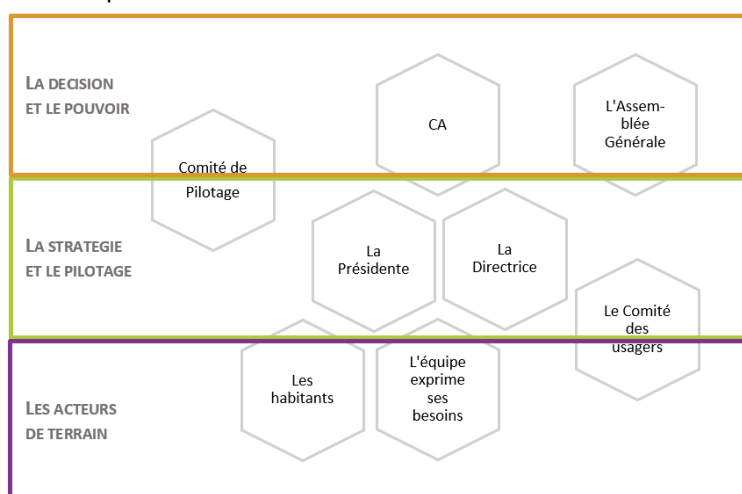 LA DECISION
ET LE POUVOIR
CA
L'Assem-
blée
Générale
Comité de
Pilotage
LA STRATEGIE
ET LE PILOTAGE
La
Présidente
La
Directrice
Le Comité
des
usagers
LES ACTEURS
DE TERRAIN
Les
habitants
L'équipe
exprime
ses
besoins